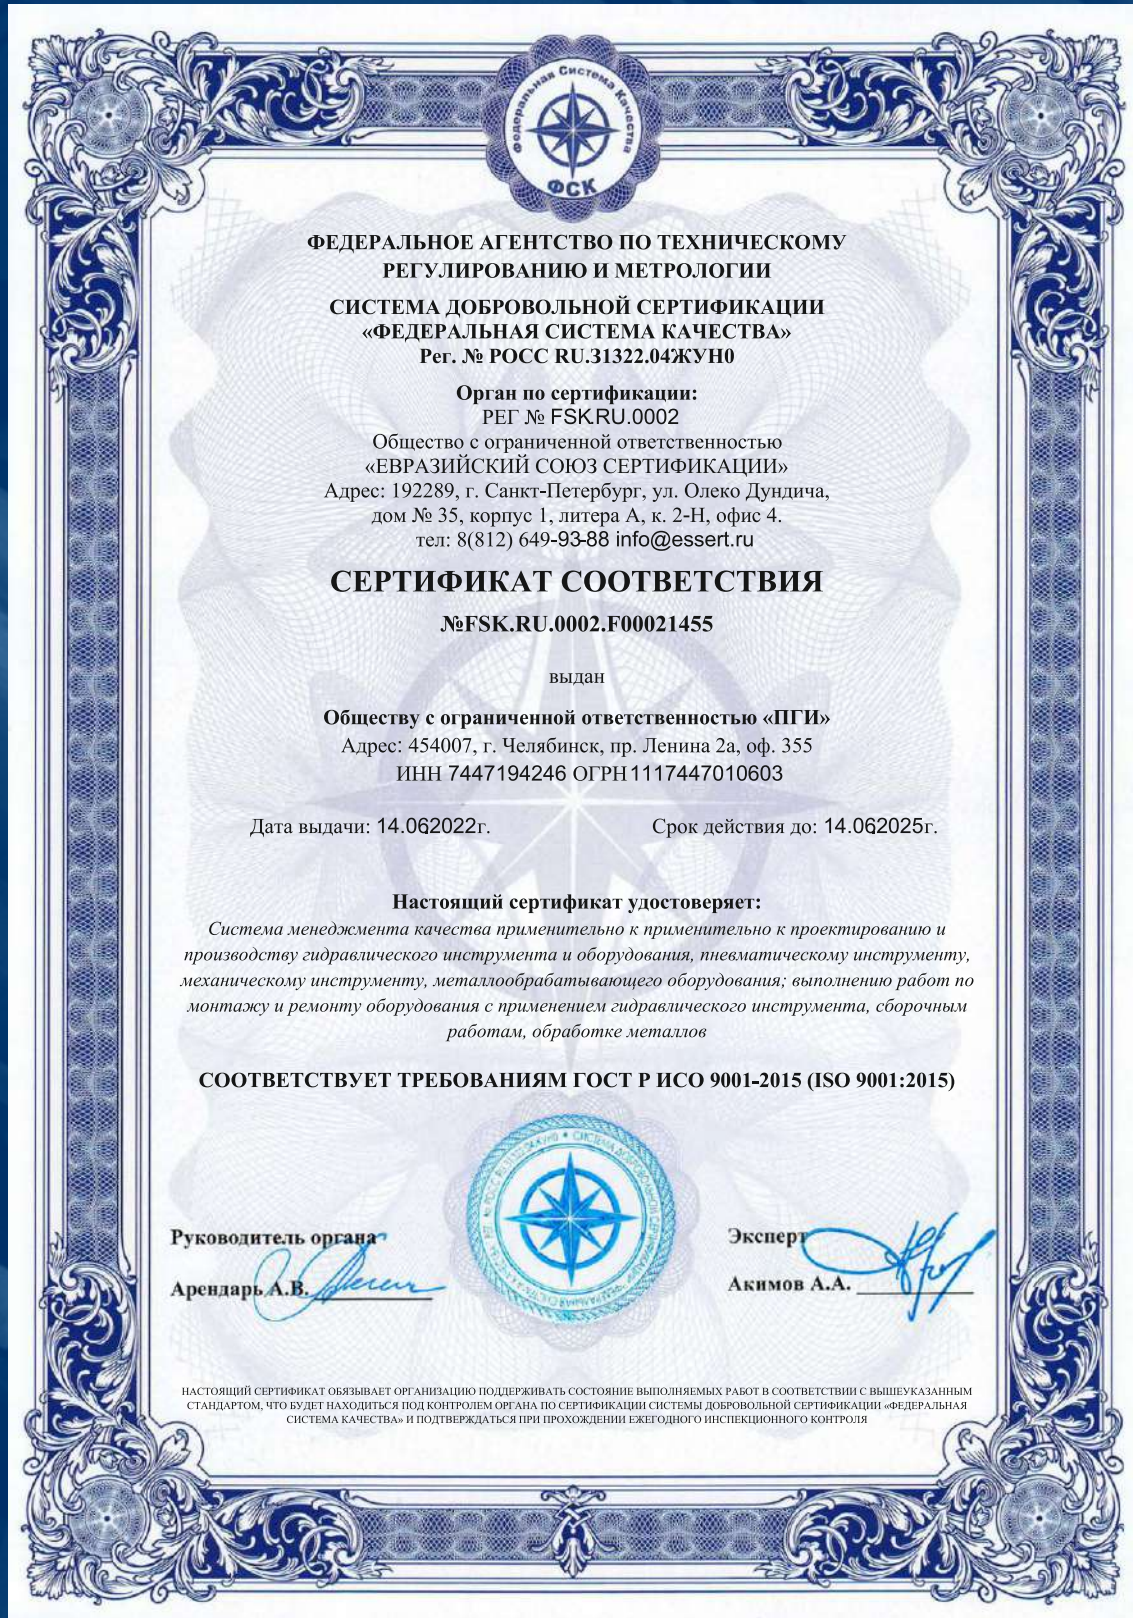 Федеральная Система Качества
ФСК
ФЕДЕРАЛЬНОЕ АГЕНТСТВО ПО ТЕХНИЧЕСКОМУ
РЕГУЛИРОВАНИЮ И МЕТРОЛОГИИ
СИСТЕМА ДОБРОВОЛЬНОЙ СЕРТИФИКАЦИИ
«ФЕДЕРАЛЬНАЯ СИСТЕМА КАЧЕСТВА»
Рег. № РОСС RU.З1322.04ЖУН0
Орган по сертификации:
РЕГ № FSK.RU.0002
Общество с ограниченной ответственностью
«ЕВРАЗИЙСКИЙ СОЮЗ СЕРТИФИКАЦИИ»
Адрес: 192289, г. Санкт-Петербург, ул. Олеко Дундича,
дом № 35, корпус 1, литера А, к. 2-Н, офис 4.
тел: 8(812) 649-93-88 info@essert.ru
СЕРТИФИКАТ СООТВЕТСТВИЯ
№FSK.RU.0002.F00021455
выдан
Обществу с ограниченной ответственностью «ПГИ»
Адрес: 454007, г. Челябинск, пр. Ленина 2а, оф. 355
ИНН 7447194246 ОГРН 1117447010603
Дата выдачи: 14.06.2022г. Срок действия до: 14.06.2025г.
Настоящий сертификат удостоверяет:
Система менеджмента качества применительно к применительно к проектированию и
производству гидравлического инструмента и оборудования, пневматическому инструменту,
механическому инструменту, металлообрабатывающего оборудования; выполнению работ по
монтажу и ремонту оборудования с применением гидравлического инструмента, сборочным
работам, обработке металлов
СООТВЕТСТВУЕТ ТРЕБОВАНИЯМ ГОСТ Р ИСО 9001-2015 (ISO 9001:2015)
Руководитель органа
Арендарь А.В.
Эксперт
Акимов А.А.
НАСТОЯЩИЙ СЕРТИФИКАТ ОБЯЗЫВАЕТ ОРГАНИЗАЦИЮ ПОДДЕРЖИВАТЬ СОСТОЯНИЕ ВЫПОЛНЯЕМЫХ РАБОТ В СООТВЕТСТВИИ С ВЫШЕУКАЗАННЫМ
СТАНДАРТОМ, ЧТО БУДЕТ НАХОДИТЬСЯ ПОД КОНТРОЛЕМ ОРГАНА ПО СЕРТИФИКАЦИИ СИСТЕМЫ ДОБРОВОЛЬНОЙ СЕРТИФИКАЦИИ «ФЕДЕРАЛЬНАЯ
СИСТЕМА КАЧЕСТВА» И ПОДТВЕРЖДАТЬСЯ ПРИ ПРОХОЖДЕНИИ ЕЖЕГОДНОГО ИНСПЕКЦИОННОГО КОНТРОЛЯ